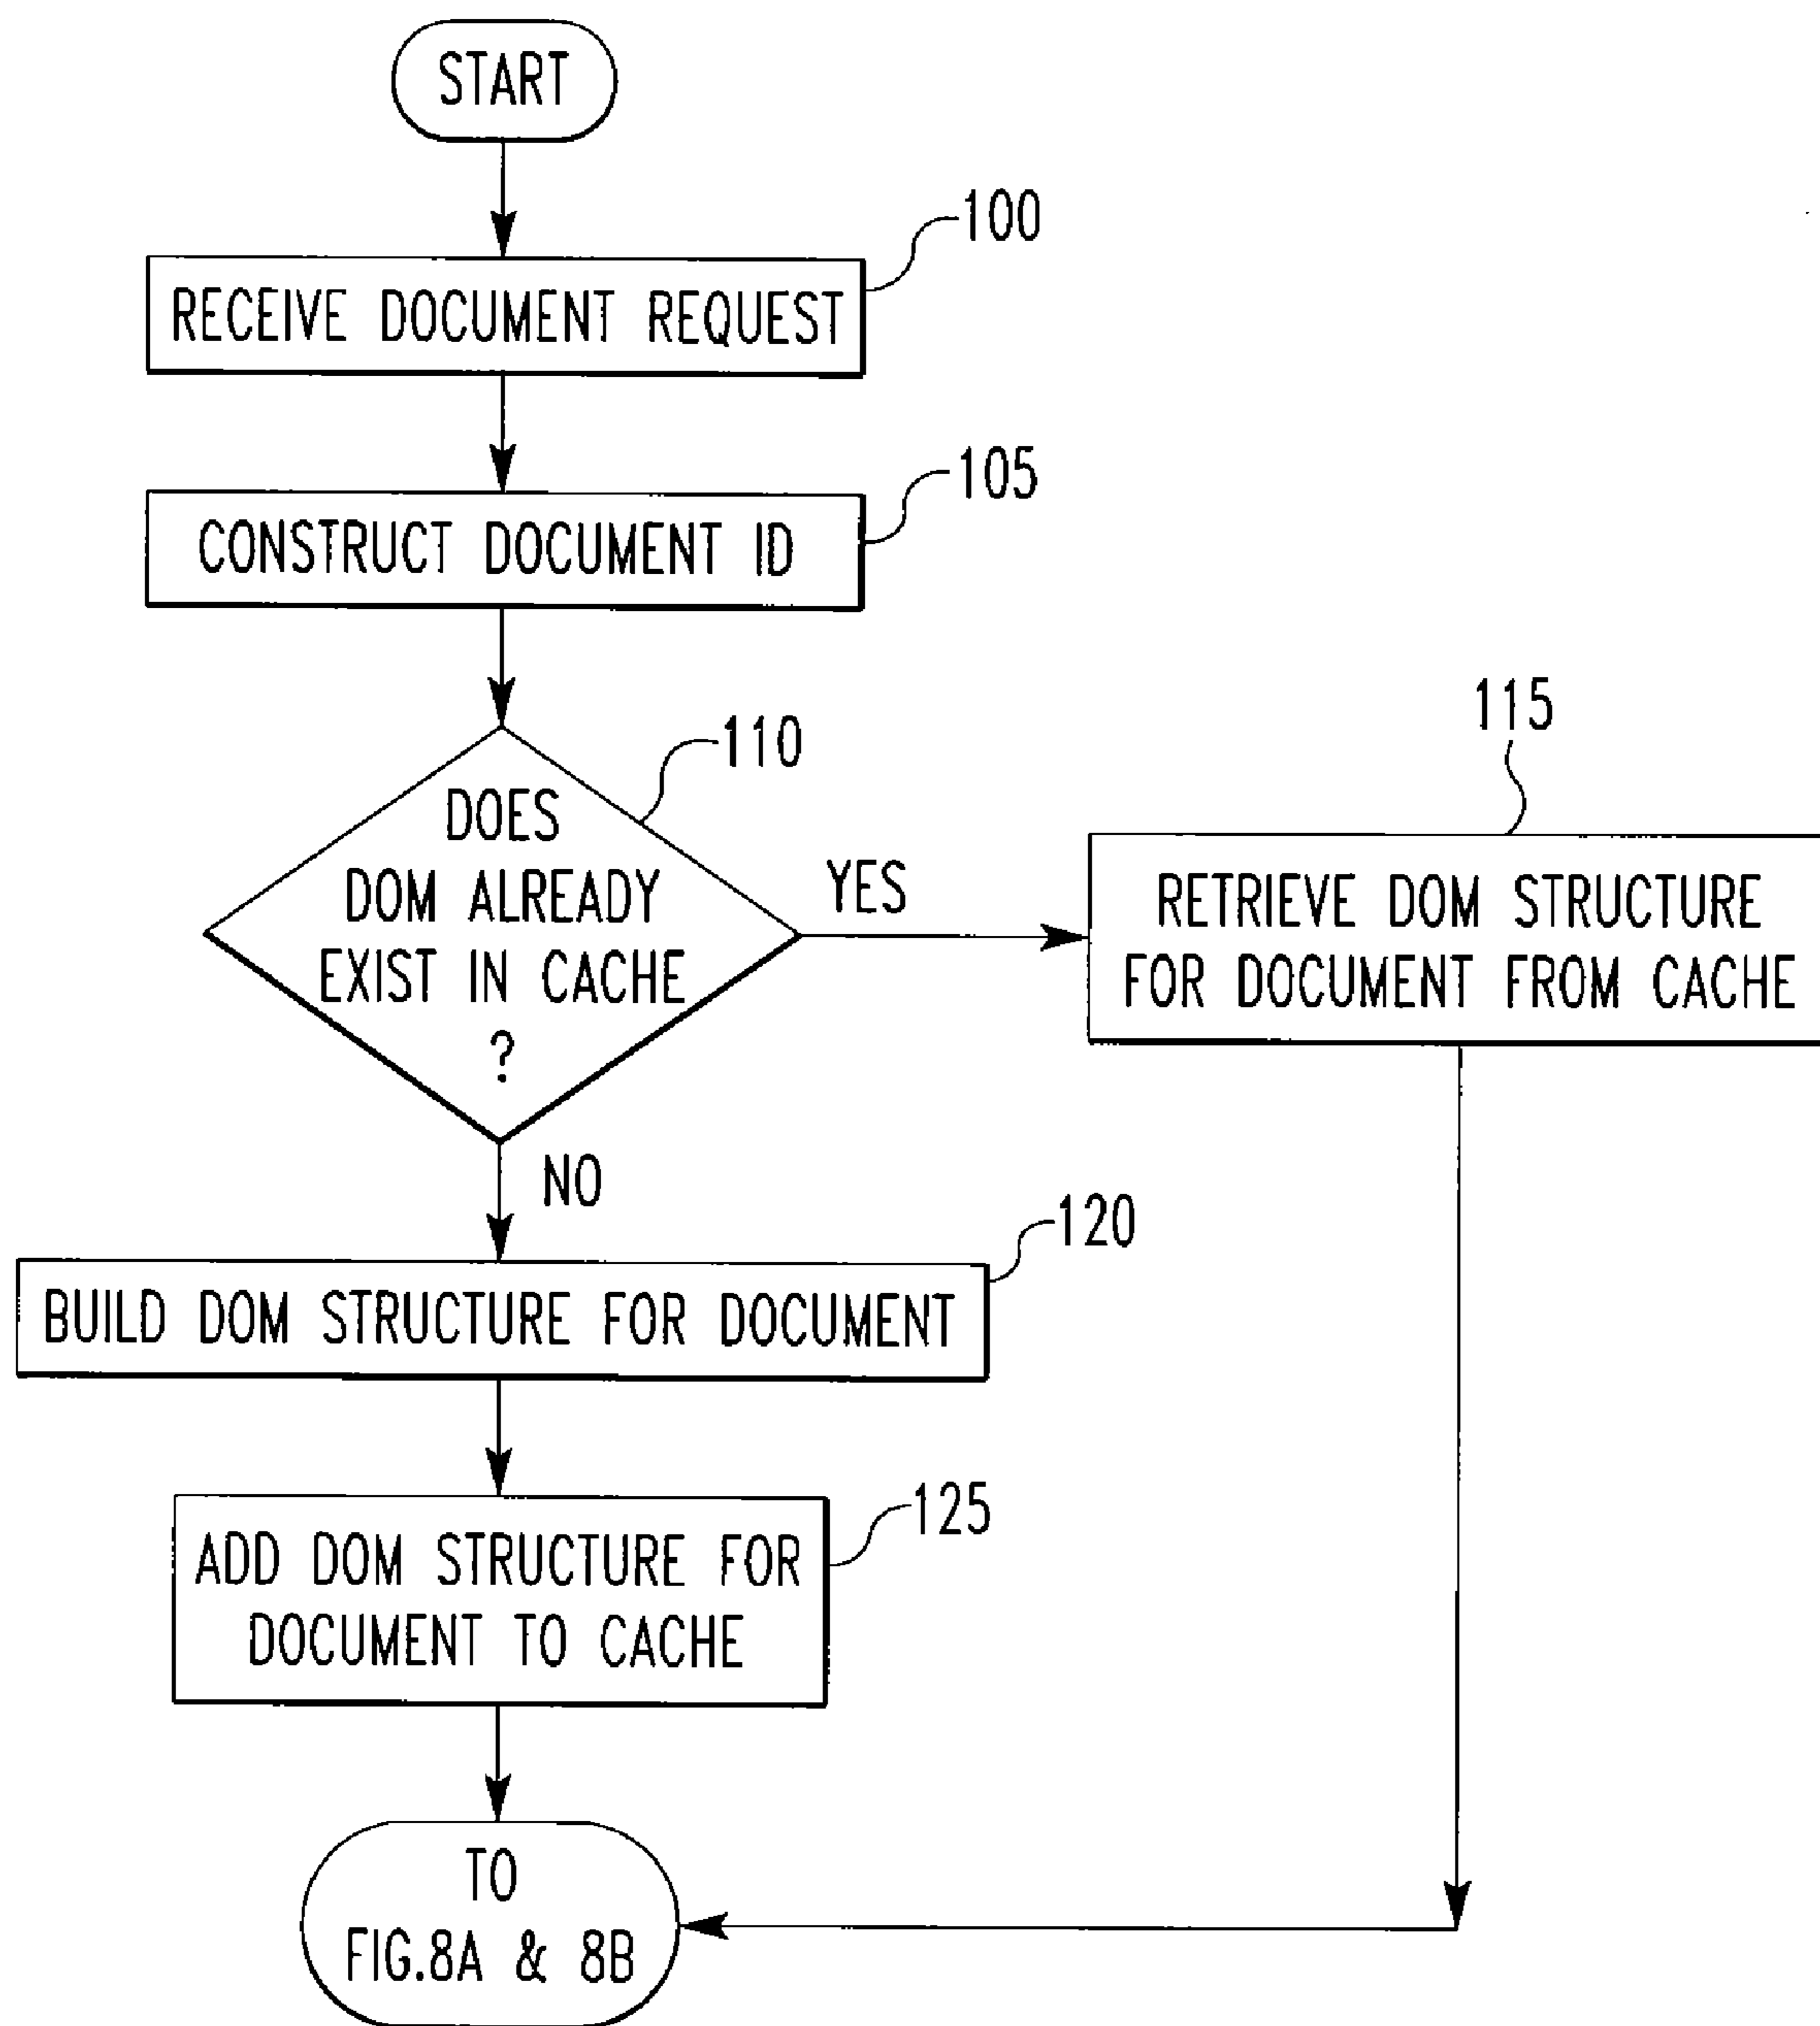 START
100
RECEIVE DOCUMENT REQUEST
105
CONSTRUCT DOCUMENT ID
110
DOES
DOM ALREADY
EXIST IN CACHE
?
YES
115
RETRIEVE DOM STRUCTURE
FOR DOCUMENT FROM CACHE
NO
120
BUILD DOM STRUCTURE FOR DOCUMENT
125
ADD DOM STRUCTURE FOR
DOCUMENT TO CACHE
TO
FIG.8A & 8B